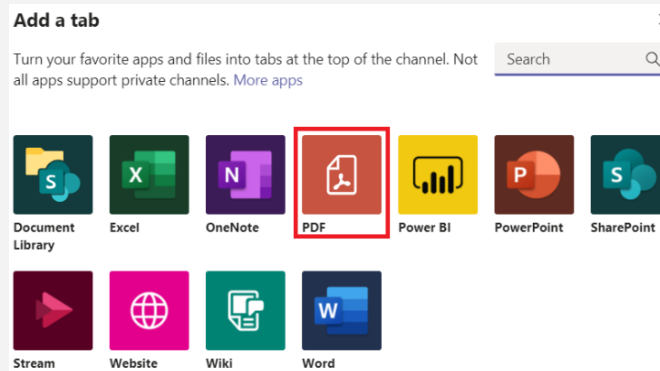 Add a tab
Turn your favorite apps and files into tabs at the top of the channel. Not
all apps support private channels. More apps
Search
Document
Library
Excel
OneNote
PDF
Power BI
PowerPoint
SharePoint
Stream
Website
Wiki
Word